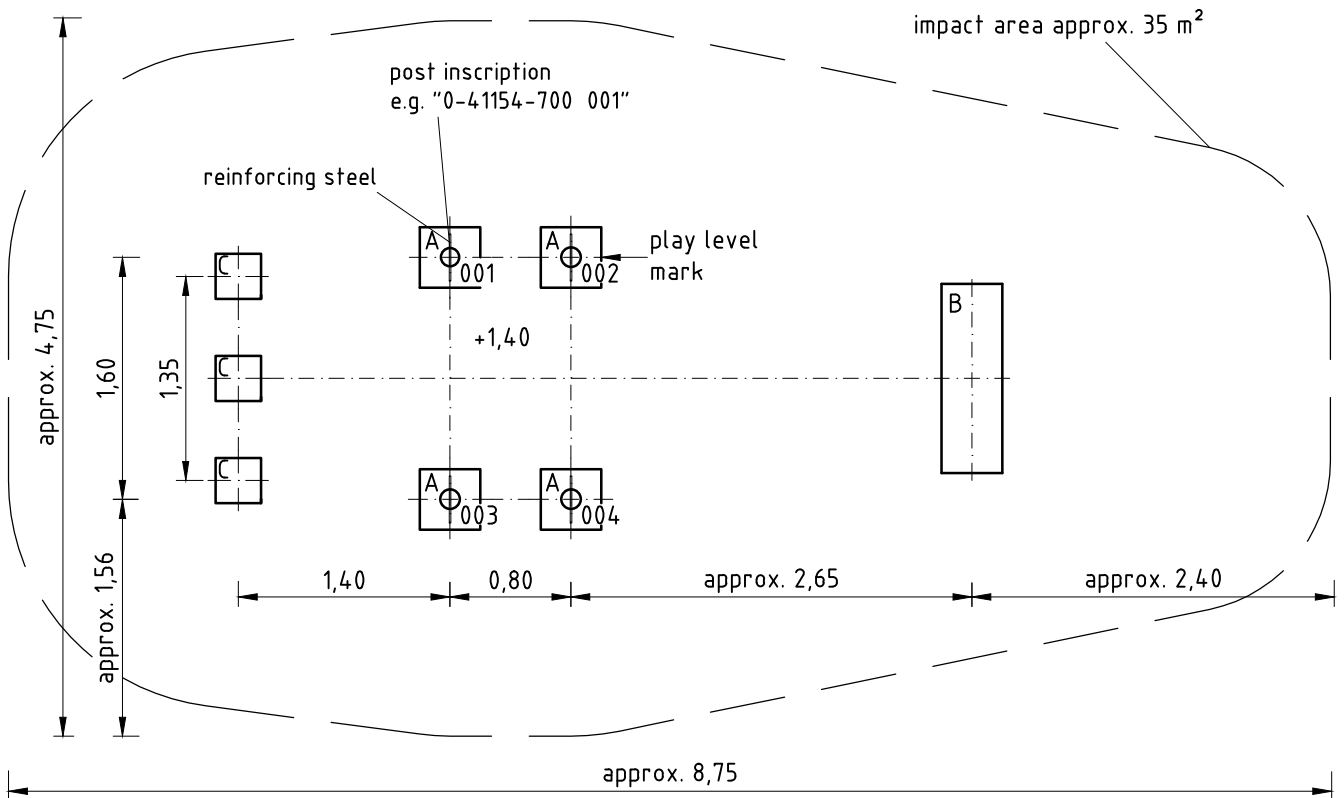 impact area approx. 35 m²
post inscription
e.g. "0-41154-700 001"
reinforcing steel
A
001
A
002
play level
mark
C
B
+1,40
approx. 4,75
1,60
1,35
C
C
A
003
A
004
approx. 1,56
1,40
0,80
approx. 2,65
approx. 2,40
approx. 8,75